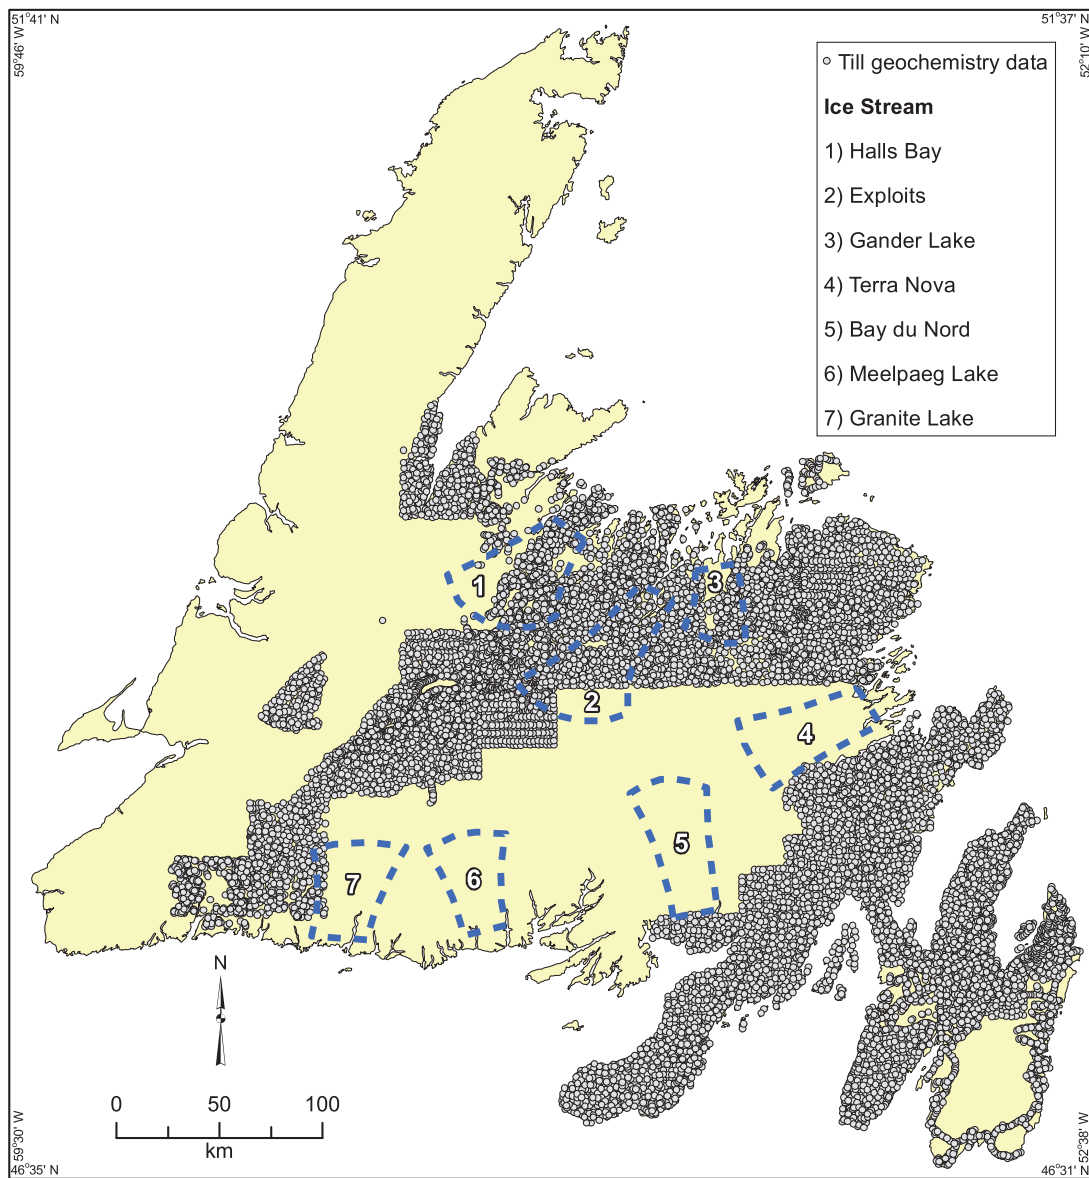 51°41' N
59°46' W
51°37' N
52°10' W
Till geochemistry data
Ice Stream
1) Halls Bay
2) Exploits
3) Gander Lake
4) Terra Nova
5) Bay du Nord
6) Meelpaeg Lake
7) Granite Lake
1
3
2
4
5
7
6
N
0 50 100
km
59°30' W
46°35' N
52°38' W
46°31' N